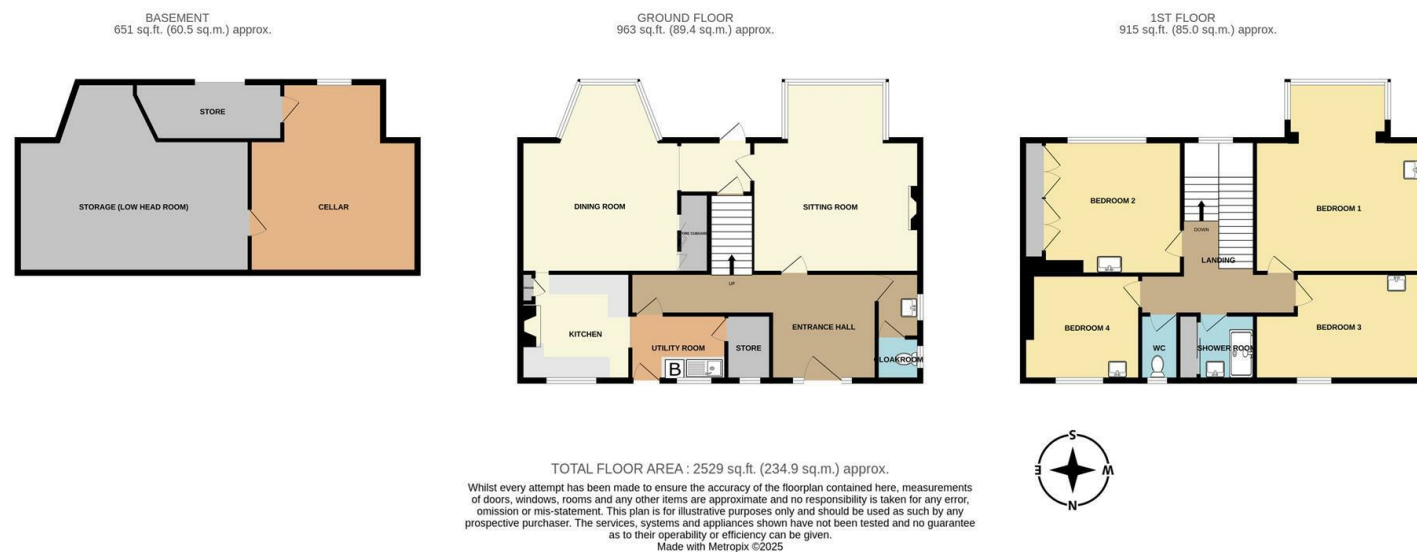 BASEMENT
651 sq.ft. (60.5 sq.m.) approx.
STORE
STORAGE (LOW HEAD ROOM)
CELLAR
GROUND FLOOR
963 sq.ft. (89.4 sq.m.) approx.
DINING ROOM
SITTING ROOM
UP
KITCHEN
UTILITY ROOM
B
STORE
ENTRANCE HALL
CLOAKROOM
1ST FLOOR
915 sq.ft. (85.0 sq.m.) approx.
BEDROOM 2
BEDROOM 1
DOWN
LANDING
BEDROOM 4
WC
SHOWER ROOM
BEDROOM 3
S
E
W
N
TOTAL FLOOR AREA : 2529 sq.ft. (234.9 sq.m.) approx.
Whilst every attempt has been made to ensure the accuracy of the floorplan contained here, measurements
of doors, windows, rooms and any other items are approximate and no responsibility is taken for any error,
omission or mis-statement. This plan is for illustrative purposes only and should be used as such by any
prospective purchaser. The services, systems and appliances shown have not been tested and no guarantee
as to their operability or efficiency can be given.
Made with Metropix ©2025